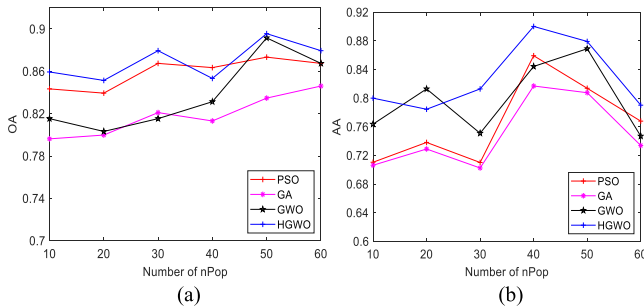 0.9
0.86
0.82
0.78
0.74
0.7
OA
10 20 30 40 50 60
Number of nPop
PSO
GA
GWO
HGWO
(a)
0.92
0.88
0.84
0.8
0.76
0.72
0.68
0.64
0.6
AA
10 20 30 40 50 60
Number of nPop
PSO
GA
GWO
HGWO
(b)